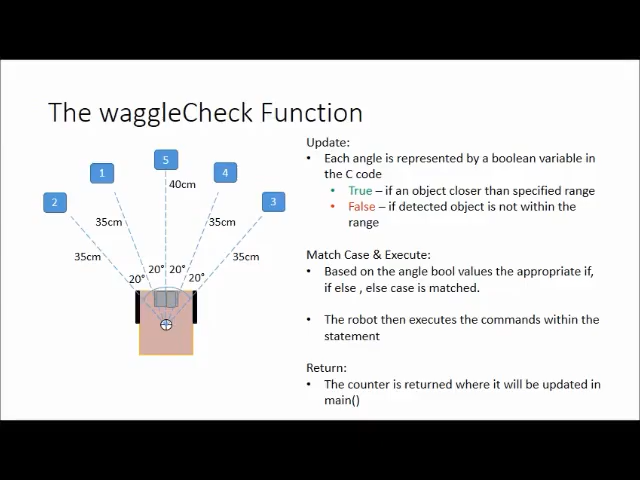 The waggleCheck Function
5
1
4
2
3
40cm
35cm
35cm
35cm
35cm
20°
20°
20°
20°
Update:
• Each angle is represented by a boolean variable in
the C code
• True – if an object closer than specified range
• False – if detected object is not within the
range
Match Case & Execute:
• Based on the angle bool values the appropriate if,
if else , else case is matched.
• The robot then executes the commands within the
statement
Return:
• The counter is returned where it will be updated in
main()